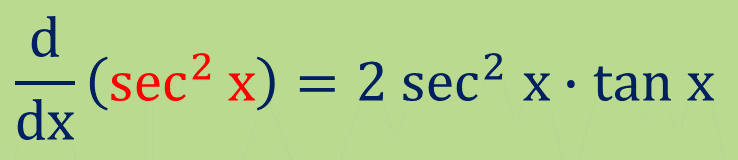 d/dx (sec² x) = 2 sec² x · tan x